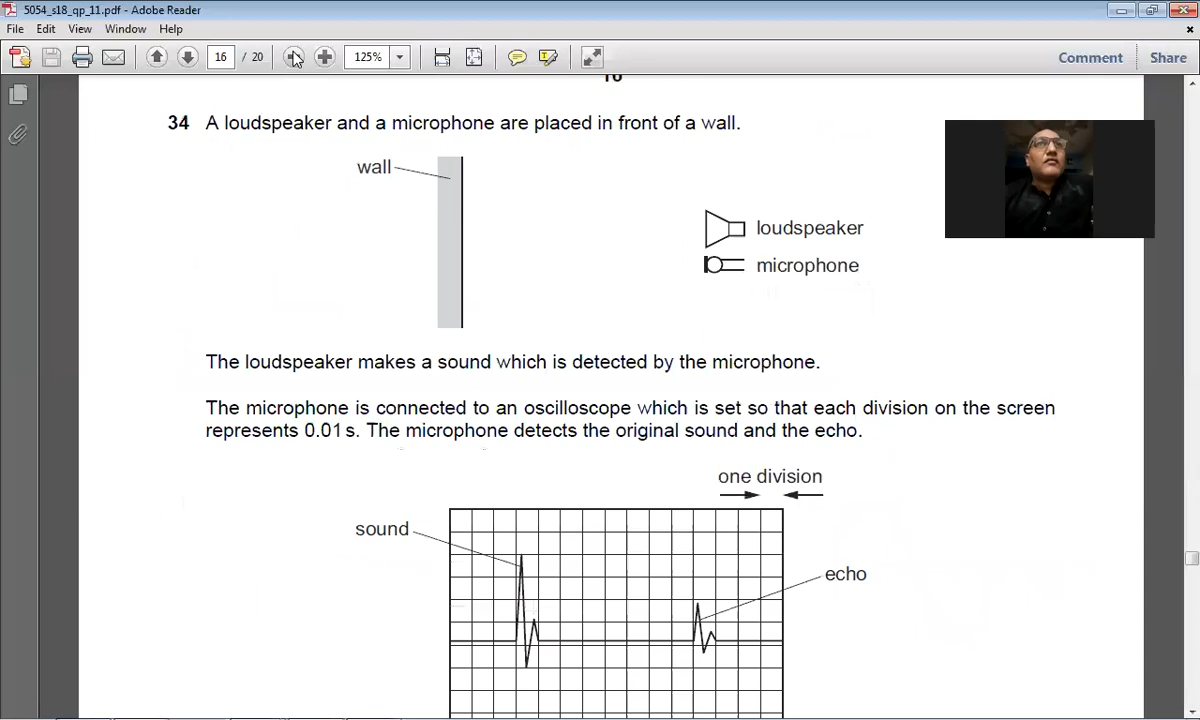 5054_s18_qp_11.pdf - Adobe Reader
File Edit View Window Help
16 / 20 125% Comment Share
16
34 A loudspeaker and a microphone are placed in front of a wall.
wall
loudspeaker
microphone
The loudspeaker makes a sound which is detected by the microphone.
The microphone is connected to an oscilloscope which is set so that each division on the screen
represents 0.01 s. The microphone detects the original sound and the echo.
one division
sound
echo